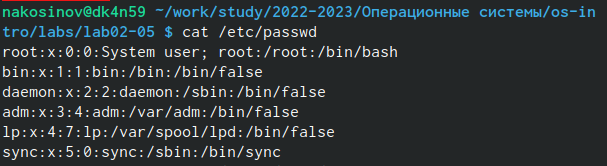 nakosinov@dk4n59 ~/work/study/2022-2023/Операционные системы/os-in
tro/labs/lab02-05 $ cat /etc/passwd
root:x:0:0:System user; root:/root:/bin/bash
bin:x:1:1:bin:/bin:/bin/false
daemon:x:2:2:daemon:/sbin:/bin/false
adm:x:3:4:adm:/var/adm:/bin/false
lp:x:4:7:lp:/var/spool/lpd:/bin/false
sync:x:5:0:sync:/sbin:/bin/sync